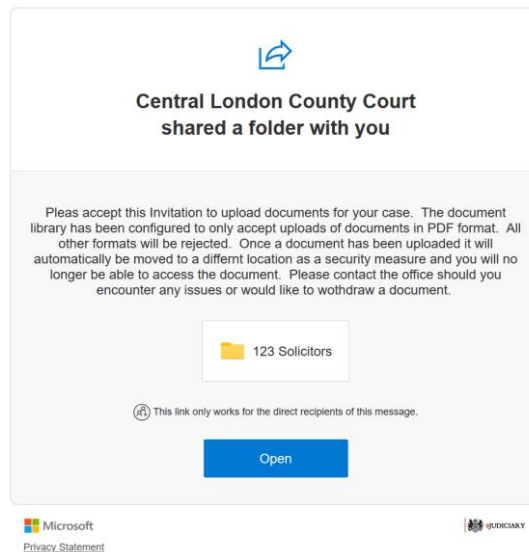 Central London County Court
shared a folder with you
Pleas accept this Invitation to upload documents for your case. The document
library has been configured to only accept uploads of documents in PDF format. All
other formats will be rejected. Once a document has been uploaded it will
automatically be moved to a differnt location as a security measure and you will no
longer be able to access the document. Please contact the office should you
encounter any issues or would like to wothdraw a document.
123 Solicitors
This link only works for the direct recipients of this message.
Open
Microsoft
eJUDICIARY
Privacy Statement